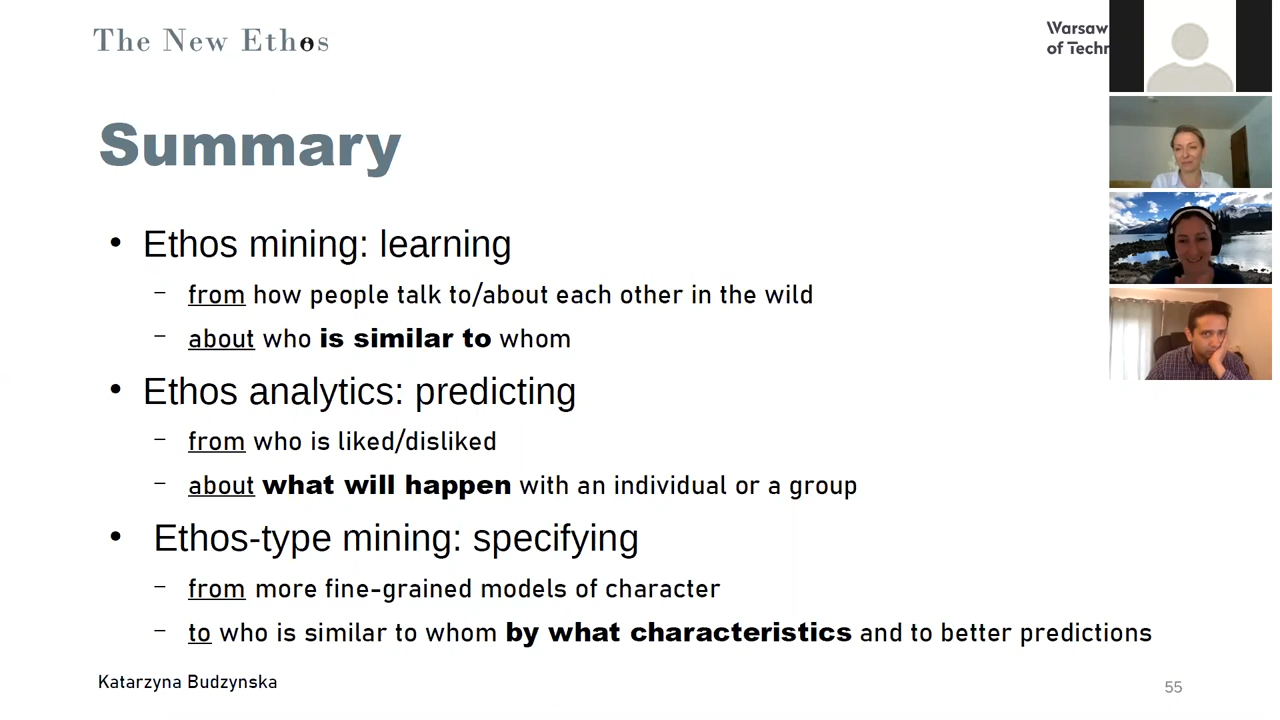 The New Ethos
Warsaw
of Techn
Summary
• Ethos mining: learning
– from how people talk to/about each other in the wild
– about who is similar to whom
• Ethos analytics: predicting
– from who is liked/disliked
– about what will happen with an individual or a group
• Ethos-type mining: specifying
– from more fine-grained models of character
– to who is similar to whom by what characteristics and to better predictions
Katarzyna Budzynska
55